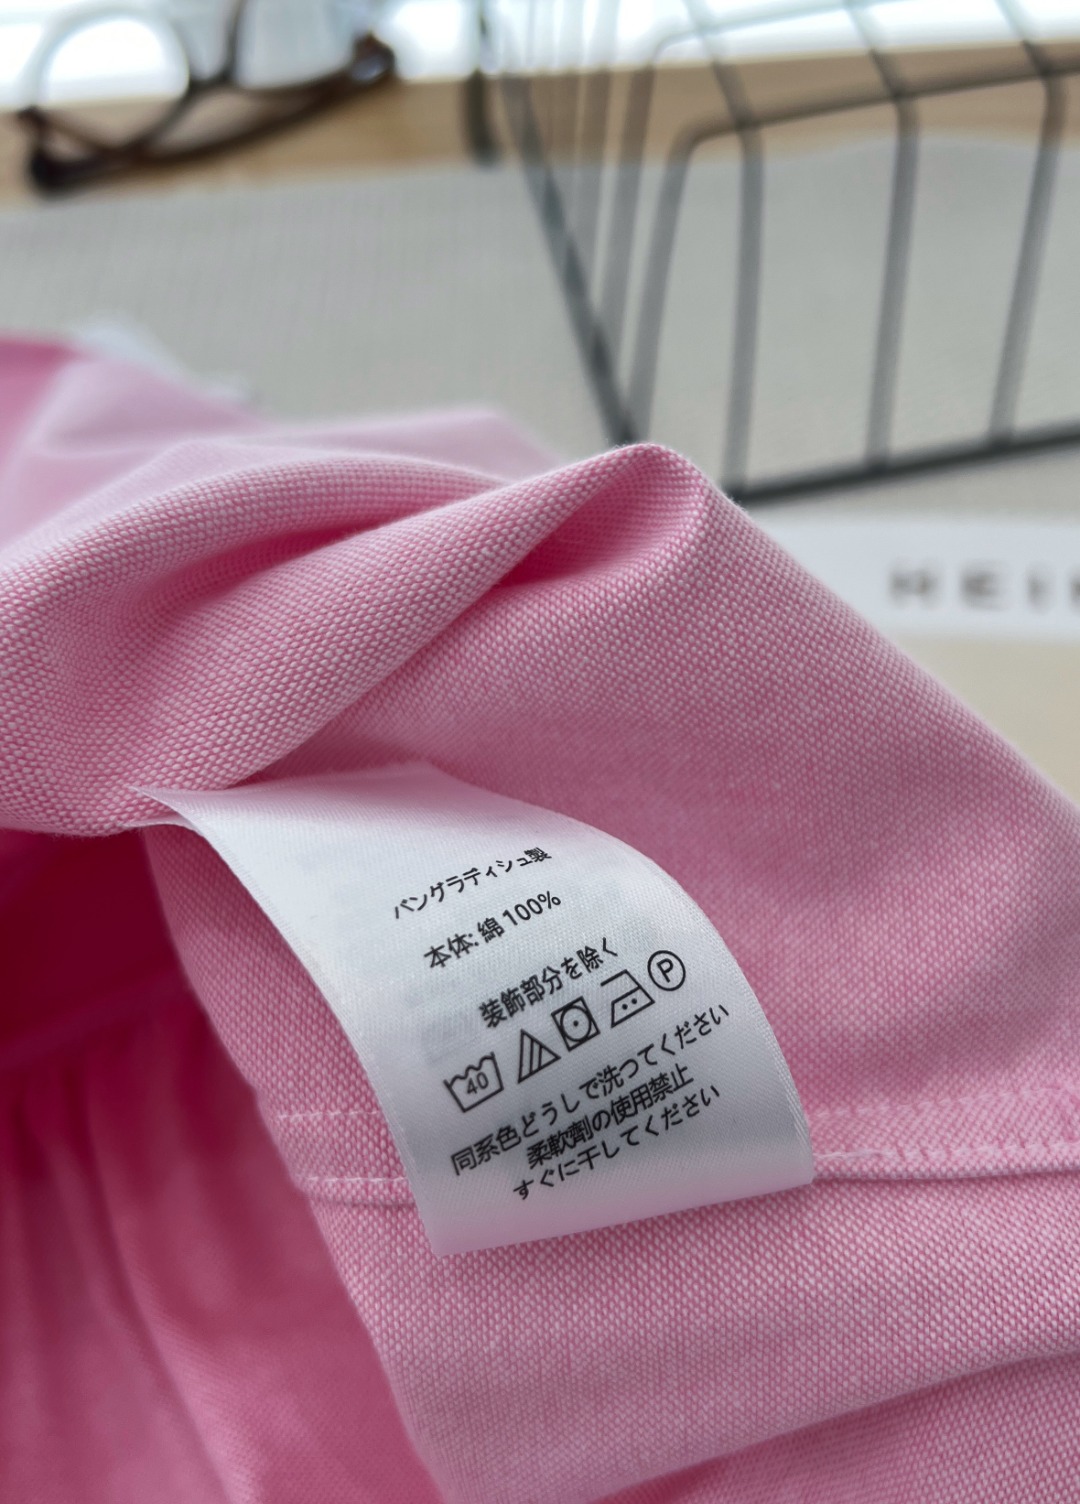 バングラディシュ製
本体: 綿 100%
装飾部分を除く
40 P
同系色どうしで洗つてください
柔軟劑の使用禁止
すぐに干してください